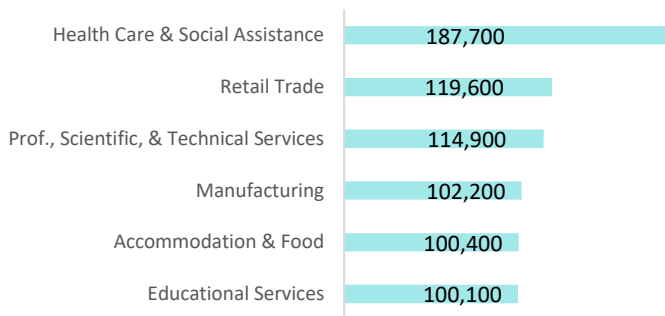 Health Care & Social Assistance 187,700
Retail Trade 119,600
Prof., Scientific, & Technical Services 114,900
Manufacturing 102,200
Accommodation & Food 100,400
Educational Services 100,100